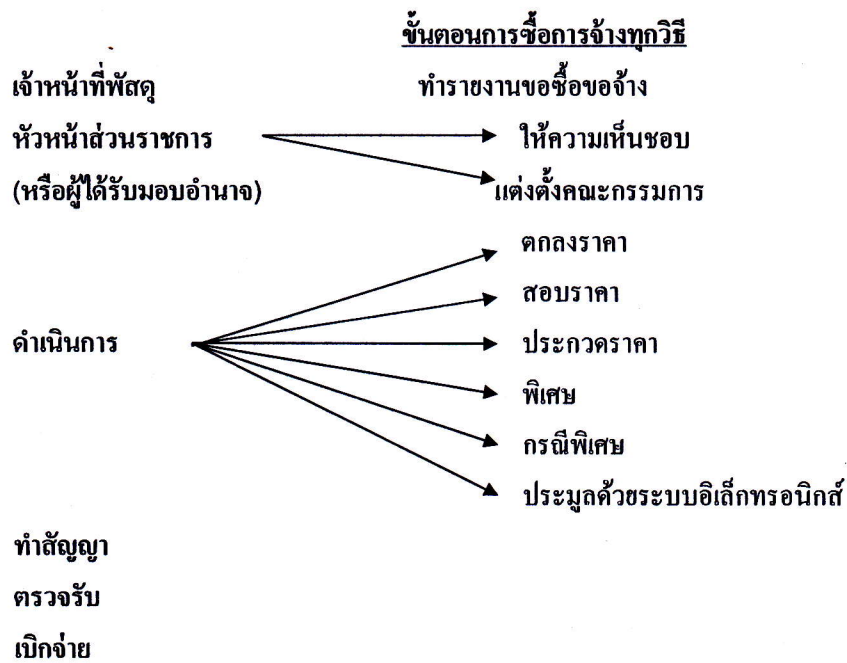 ขั้นตอนการซื้อการจ้างทุกวิธี
เจ้าหน้าที่พัสดุ ทำรายงานขอซื้อขอจ้าง
หัวหน้าส่วนราชการ ให้ความเห็นชอบ
(หรือผู้ได้รับมอบอำนาจ) แต่งตั้งคณะกรรมการ
ตกลงราคา
สอบราคา
ดำเนินการ ประกวดราคา
พิเศษ
กรณีพิเศษ
ประมูลด้วยระบบอิเล็กทรอนิกส์
ทำสัญญา
ตรวจรับ
เบิกจ่าย